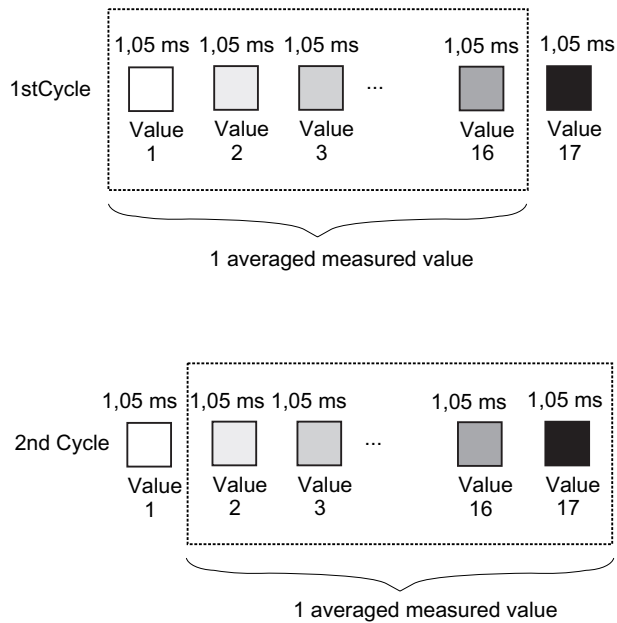 1,05 ms 1,05 ms 1,05 ms 1,05 ms 1,05 ms
1stCycle ...
Value Value Value Value Value
1 2 3 16 17
1 averaged measured value
1,05 ms 1,05 ms 1,05 ms 1,05 ms 1,05 ms
2nd Cycle ...
Value Value Value Value Value
1 2 3 16 17
1 averaged measured value